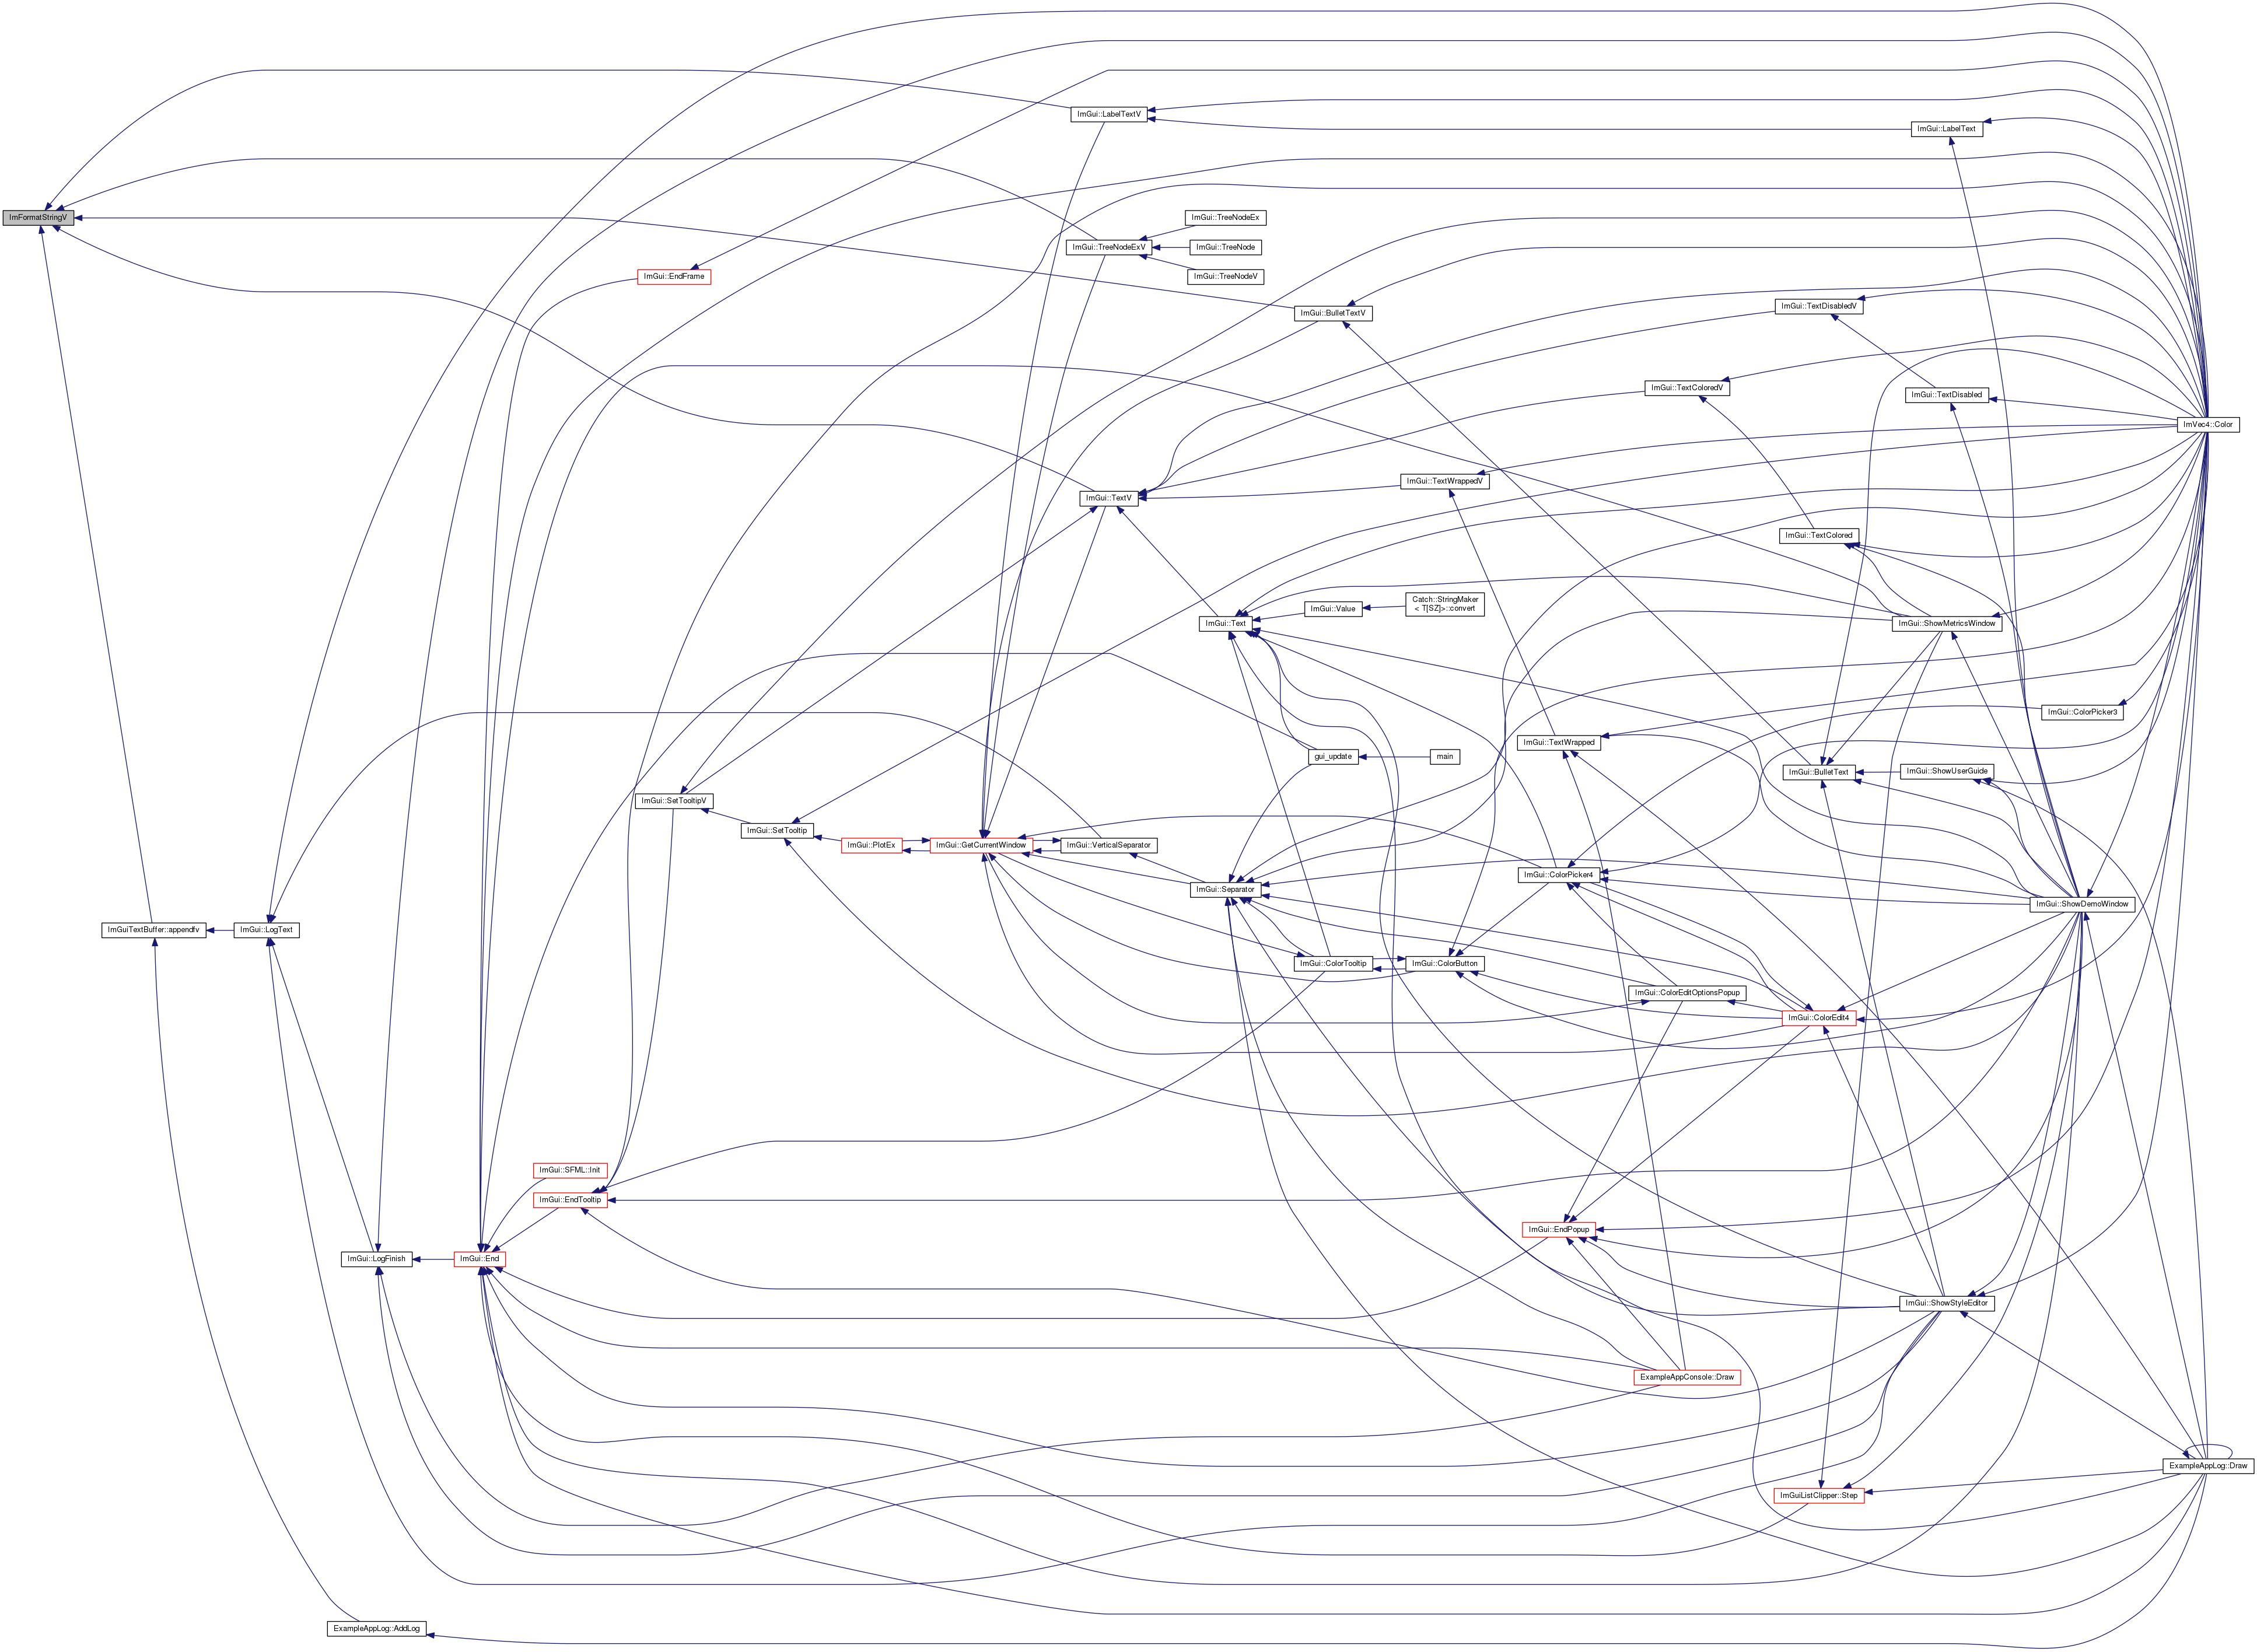 ImGui::LabelTextV
ImGui::LabelText
ImFormatStringV
ImGui::TreeNodeEx
ImGui::TreeNodeExV
ImGui::TreeNode
ImGui::TreeNodeV
ImGui::EndFrame
ImGui::BulletTextV
ImGui::TextDisabledV
ImGui::TextColoredV
ImGui::TextDisabled
ImVec4::Color
ImGui::TextWrappedV
ImGui::TextV
ImGui::TextColored
Catch::StringMaker
< T[SZ]>::convert
ImGui::Value
ImGui::Text
ImGui::ShowMetricsWindow
ImGui::ColorPicker3
ImGui::TextWrapped
gui_update
main
ImGui::BulletText
ImGui::ShowUserGuide
ImGui::SetTooltipV
ImGui::SetTooltip
ImGui::PlotEx
ImGui::GetCurrentWindow
ImGui::VerticalSeparator
ImGui::Separator
ImGui::ColorPicker4
ImGui::ShowDemoWindow
ImGuiTextBuffer::appendfv
ImGui::LogText
ImGui::ColorTooltip
ImGui::ColorButton
ImGui::ColorEditOptionsPopup
ImGui::ColorEdit4
ImGui::SFML::Init
ImGui::EndTooltip
ImGui::EndPopup
ImGui::LogFinish
ImGui::End
ImGui::ShowStyleEditor
ExampleAppConsole::Draw
ExampleAppLog::Draw
ImGuiListClipper::Step
ExampleAppLog::AddLog